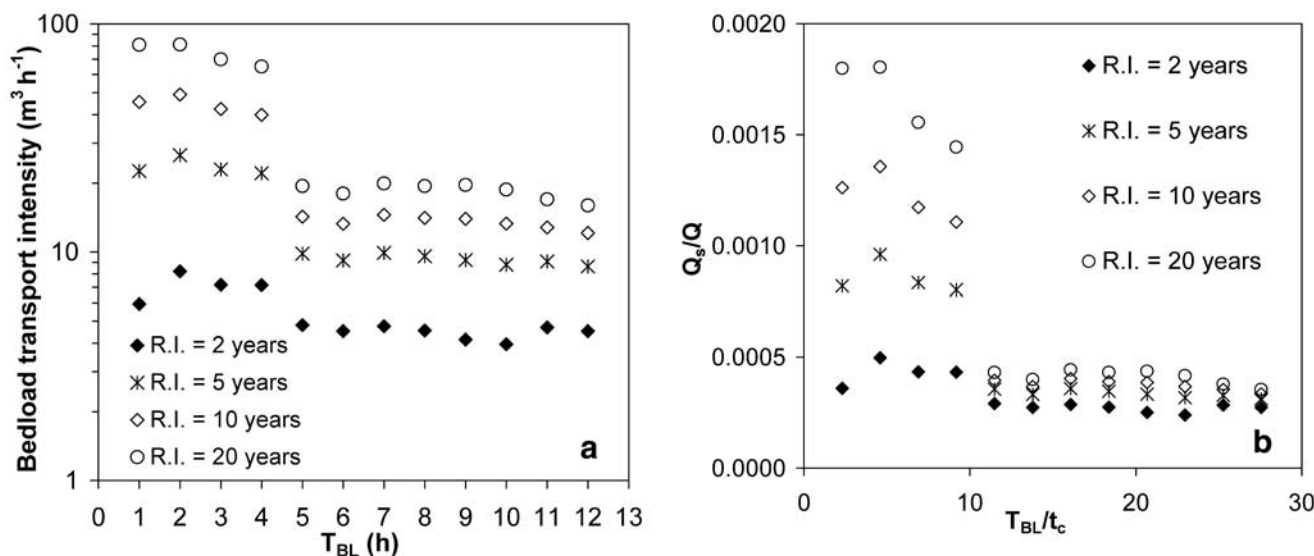 100
10
1
Bedload transport intensity (m³ h⁻¹)
R.I. = 2 years
R.I. = 5 years
R.I. = 10 years
R.I. = 20 years
a
0 1 2 3 4 5 6 7 8 9 10 11 12 13
T_BL (h)
0.0020
0.0015
0.0010
0.0005
0.0000
Q_s/Q
R.I. = 2 years
R.I. = 5 years
R.I. = 10 years
R.I. = 20 years
b
0 10 20 30
T_BL/t_c